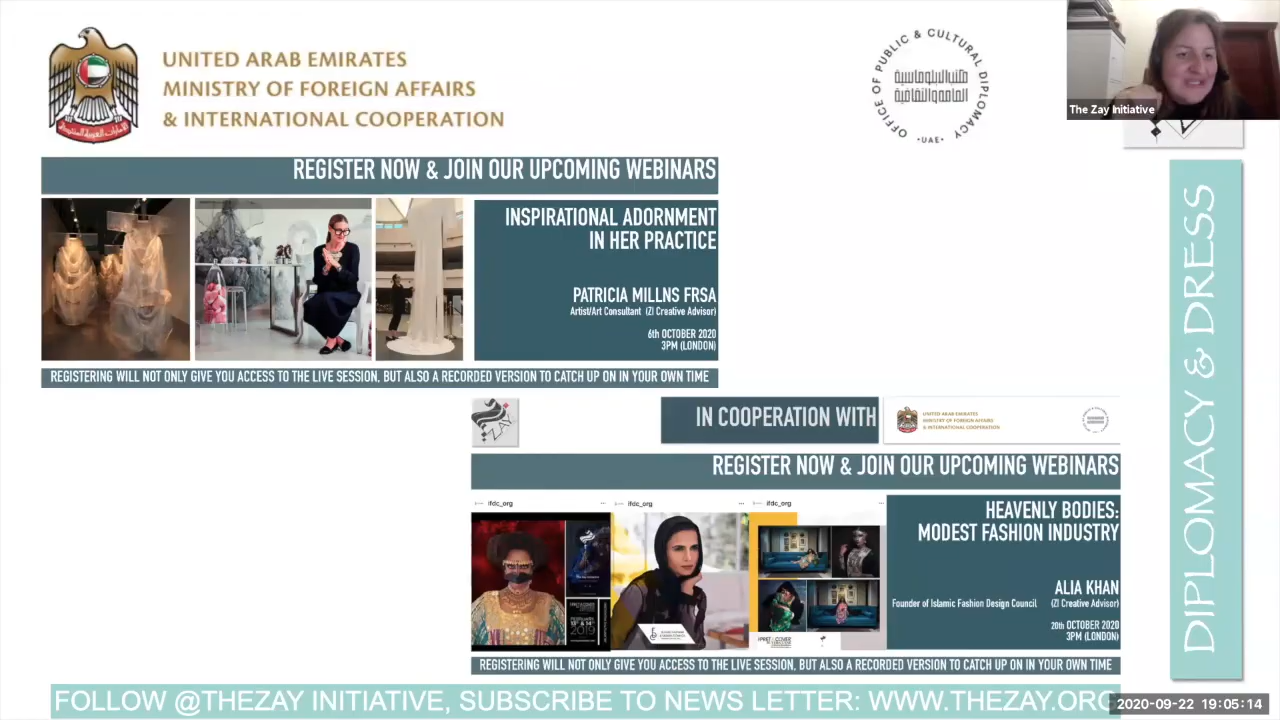 UNITED ARAB EMIRATES
MINISTRY OF FOREIGN AFFAIRS
& INTERNATIONAL COOPERATION
OFFICE OF PUBLIC & CULTURAL DIPLOMACY
·UAE·
The Zay Initiative
REGISTER NOW & JOIN OUR UPCOMING WEBINARS
INSPIRATIONAL ADORNMENT
IN HER PRACTICE
PATRICIA MILLNS FRSA
Artist/Art Consultant (ZI Creative Advisor)
6th OCTOBER 2020
3PM (LONDON)
REGISTERING WILL NOT ONLY GIVE YOU ACCESS TO THE LIVE SESSION, BUT ALSO A RECORDED VERSION TO CATCH UP ON IN YOUR OWN TIME
IN COOPERATION WITH
UNITED ARAB EMIRATES
MINISTRY OF FOREIGN AFFAIRS
& INTERNATIONAL COOPERATION
REGISTER NOW & JOIN OUR UPCOMING WEBINARS
ifdc_org
ifdc_org
ifdc_org
2019
HEAVENLY BODIES:
MODEST FASHION INDUSTRY
ALIA KHAN
Founder of Islamic Fashion Design Council (ZI Creative Advisor)
20th OCTOBER 2020
3PM (LONDON)
REGISTERING WILL NOT ONLY GIVE YOU ACCESS TO THE LIVE SESSION, BUT ALSO A RECORDED VERSION TO CATCH UP ON IN YOUR OWN TIME
DIPLOMACY & DRESS
FOLLOW @THEZAY INITIATIVE, SUBSCRIBE TO NEWS LETTER: WWW.THEZAY.ORG
2020-09-22 19:05:14